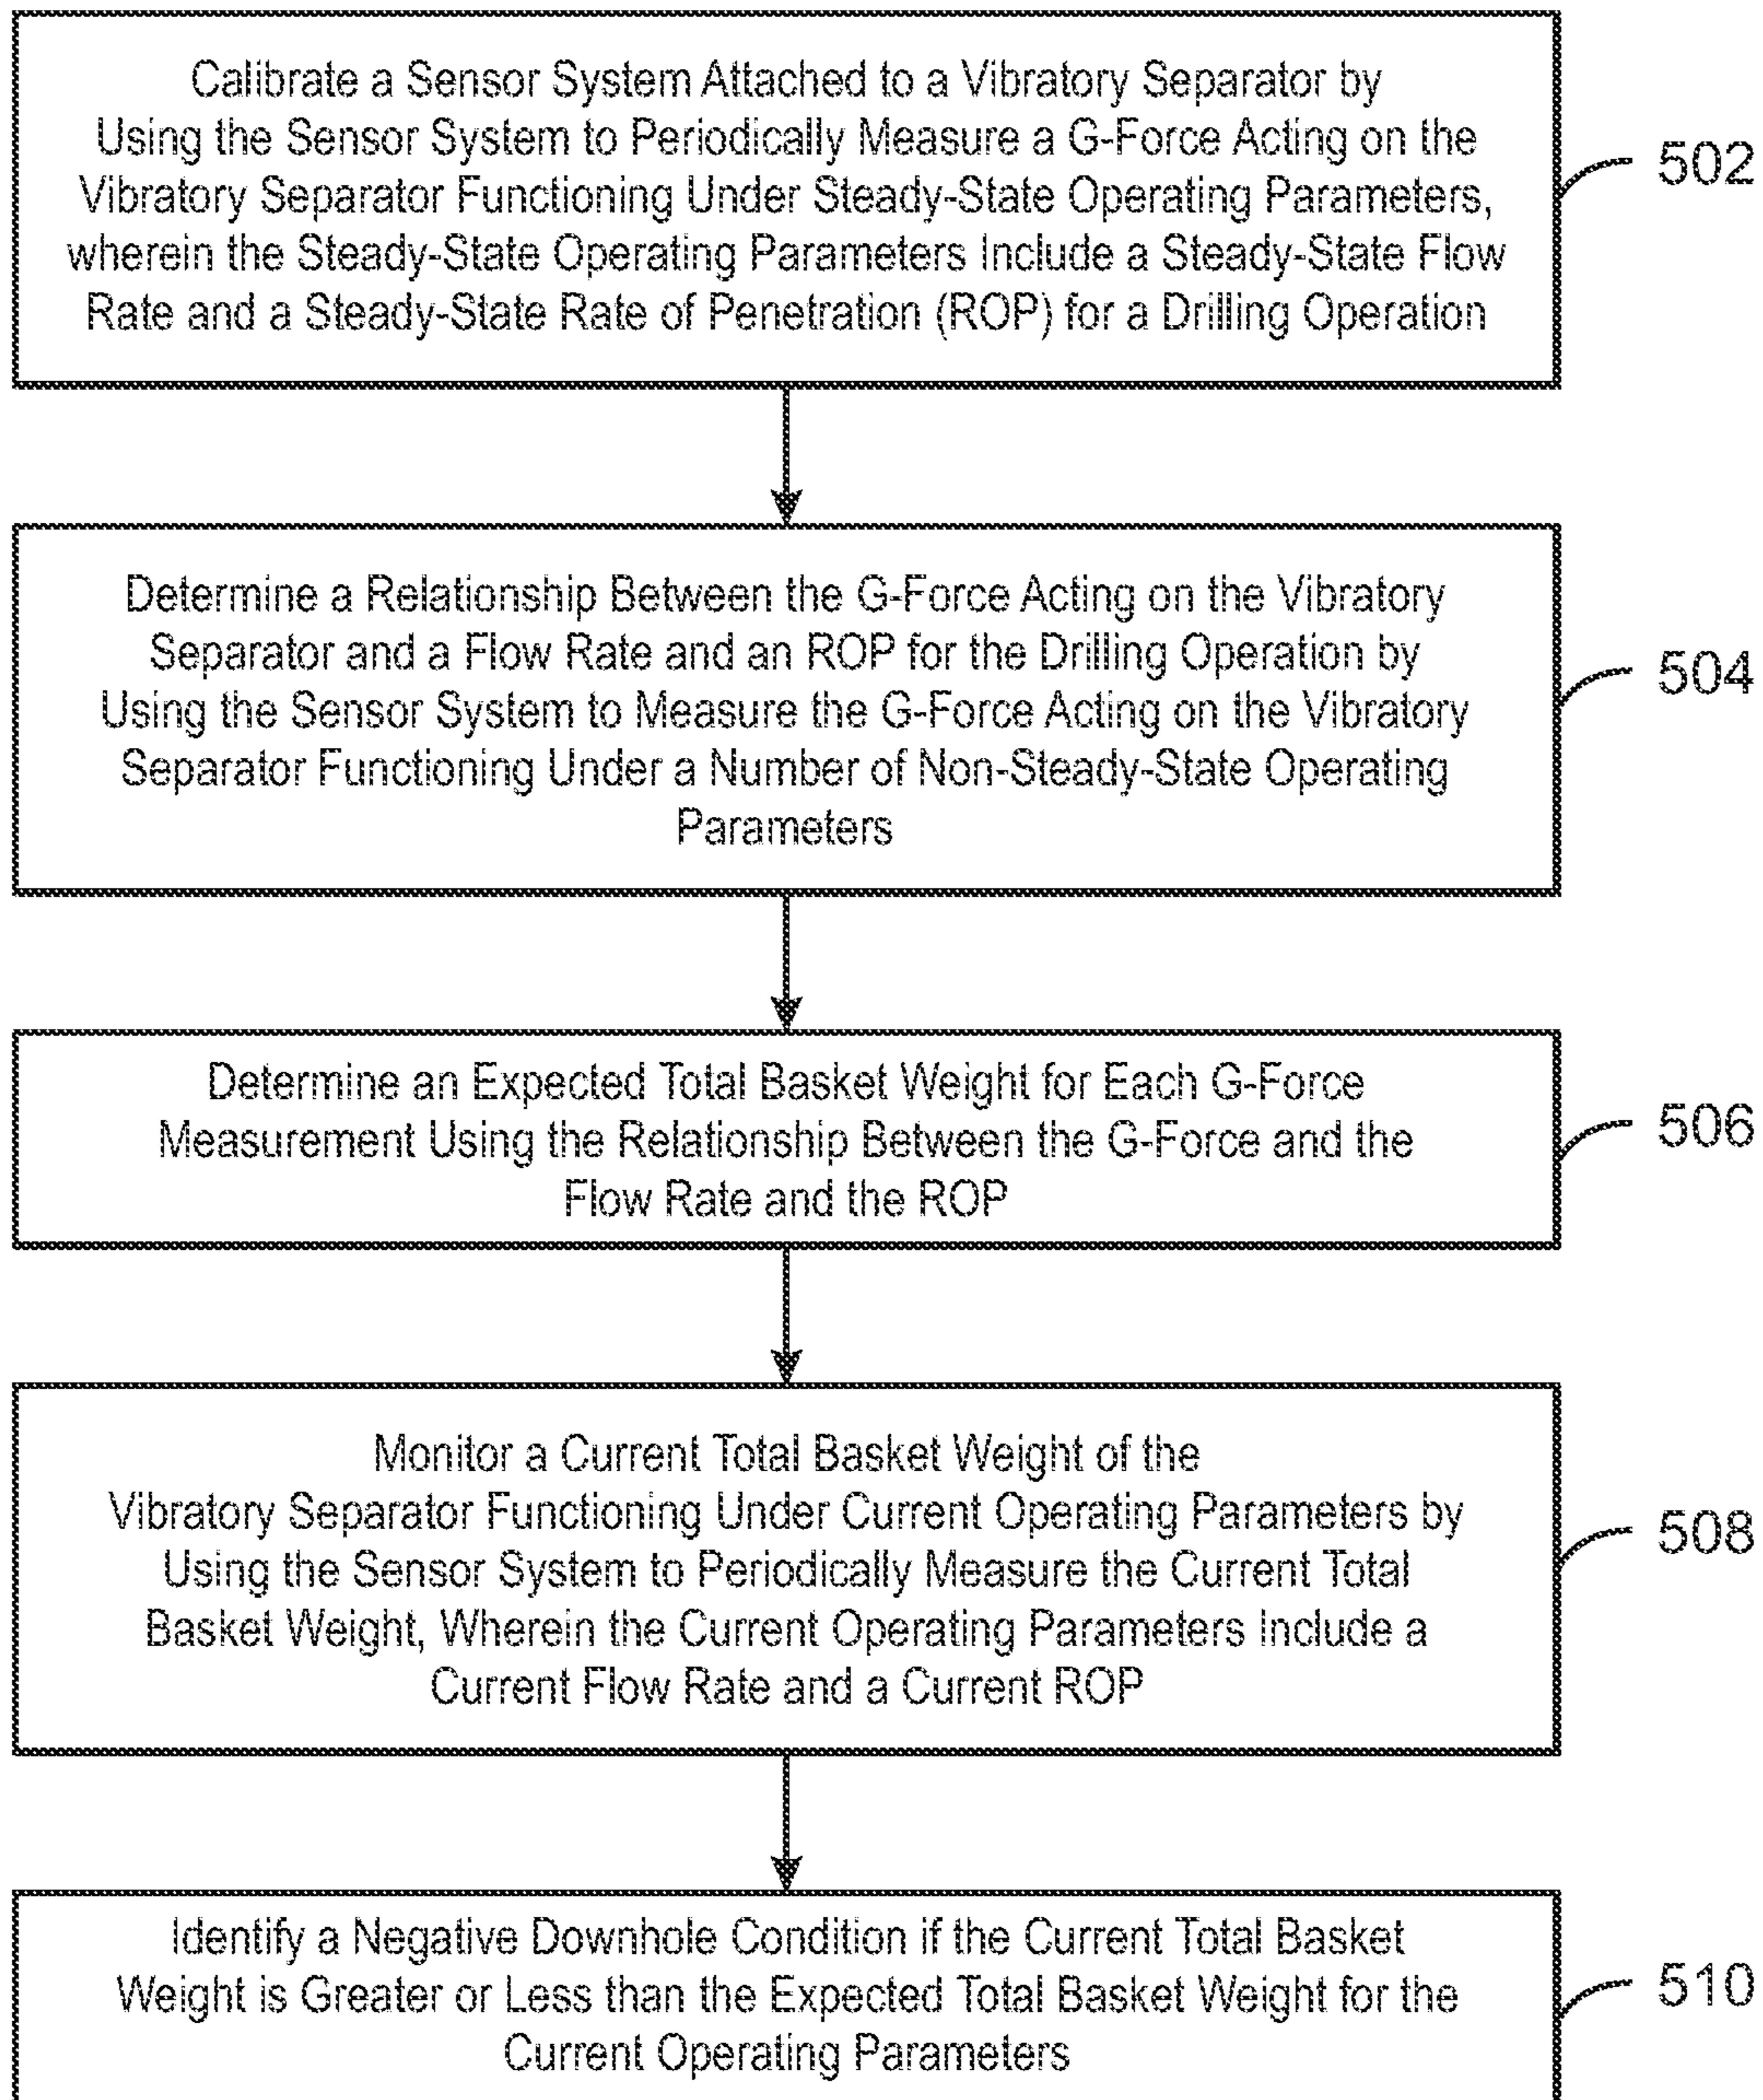 Calibrate a Sensor System Attached to a Vibratory Separator by
Using the Sensor System to Periodically Measure a G-Force Acting on the
Vibratory Separator Functioning Under Steady-State Operating Parameters,
wherein the Steady-State Operating Parameters Include a Steady-State Flow
Rate and a Steady-State Rate of Penetration (ROP) for a Drilling Operation
502
Determine a Relationship Between the G-Force Acting on the Vibratory
Separator and a Flow Rate and an ROP for the Drilling Operation by
Using the Sensor System to Measure the G-Force Acting on the Vibratory
Separator Functioning Under a Number of Non-Steady-State Operating
Parameters
504
Determine an Expected Total Basket Weight for Each G-Force
Measurement Using the Relationship Between the G-Force and the
Flow Rate and the ROP
506
Monitor a Current Total Basket Weight of the
Vibratory Separator Functioning Under Current Operating Parameters by
Using the Sensor System to Periodically Measure the Current Total
Basket Weight, Wherein the Current Operating Parameters Include a
Current Flow Rate and a Current ROP
508
Identify a Negative Downhole Condition if the Current Total Basket
Weight is Greater or Less than the Expected Total Basket Weight for the
Current Operating Parameters
510